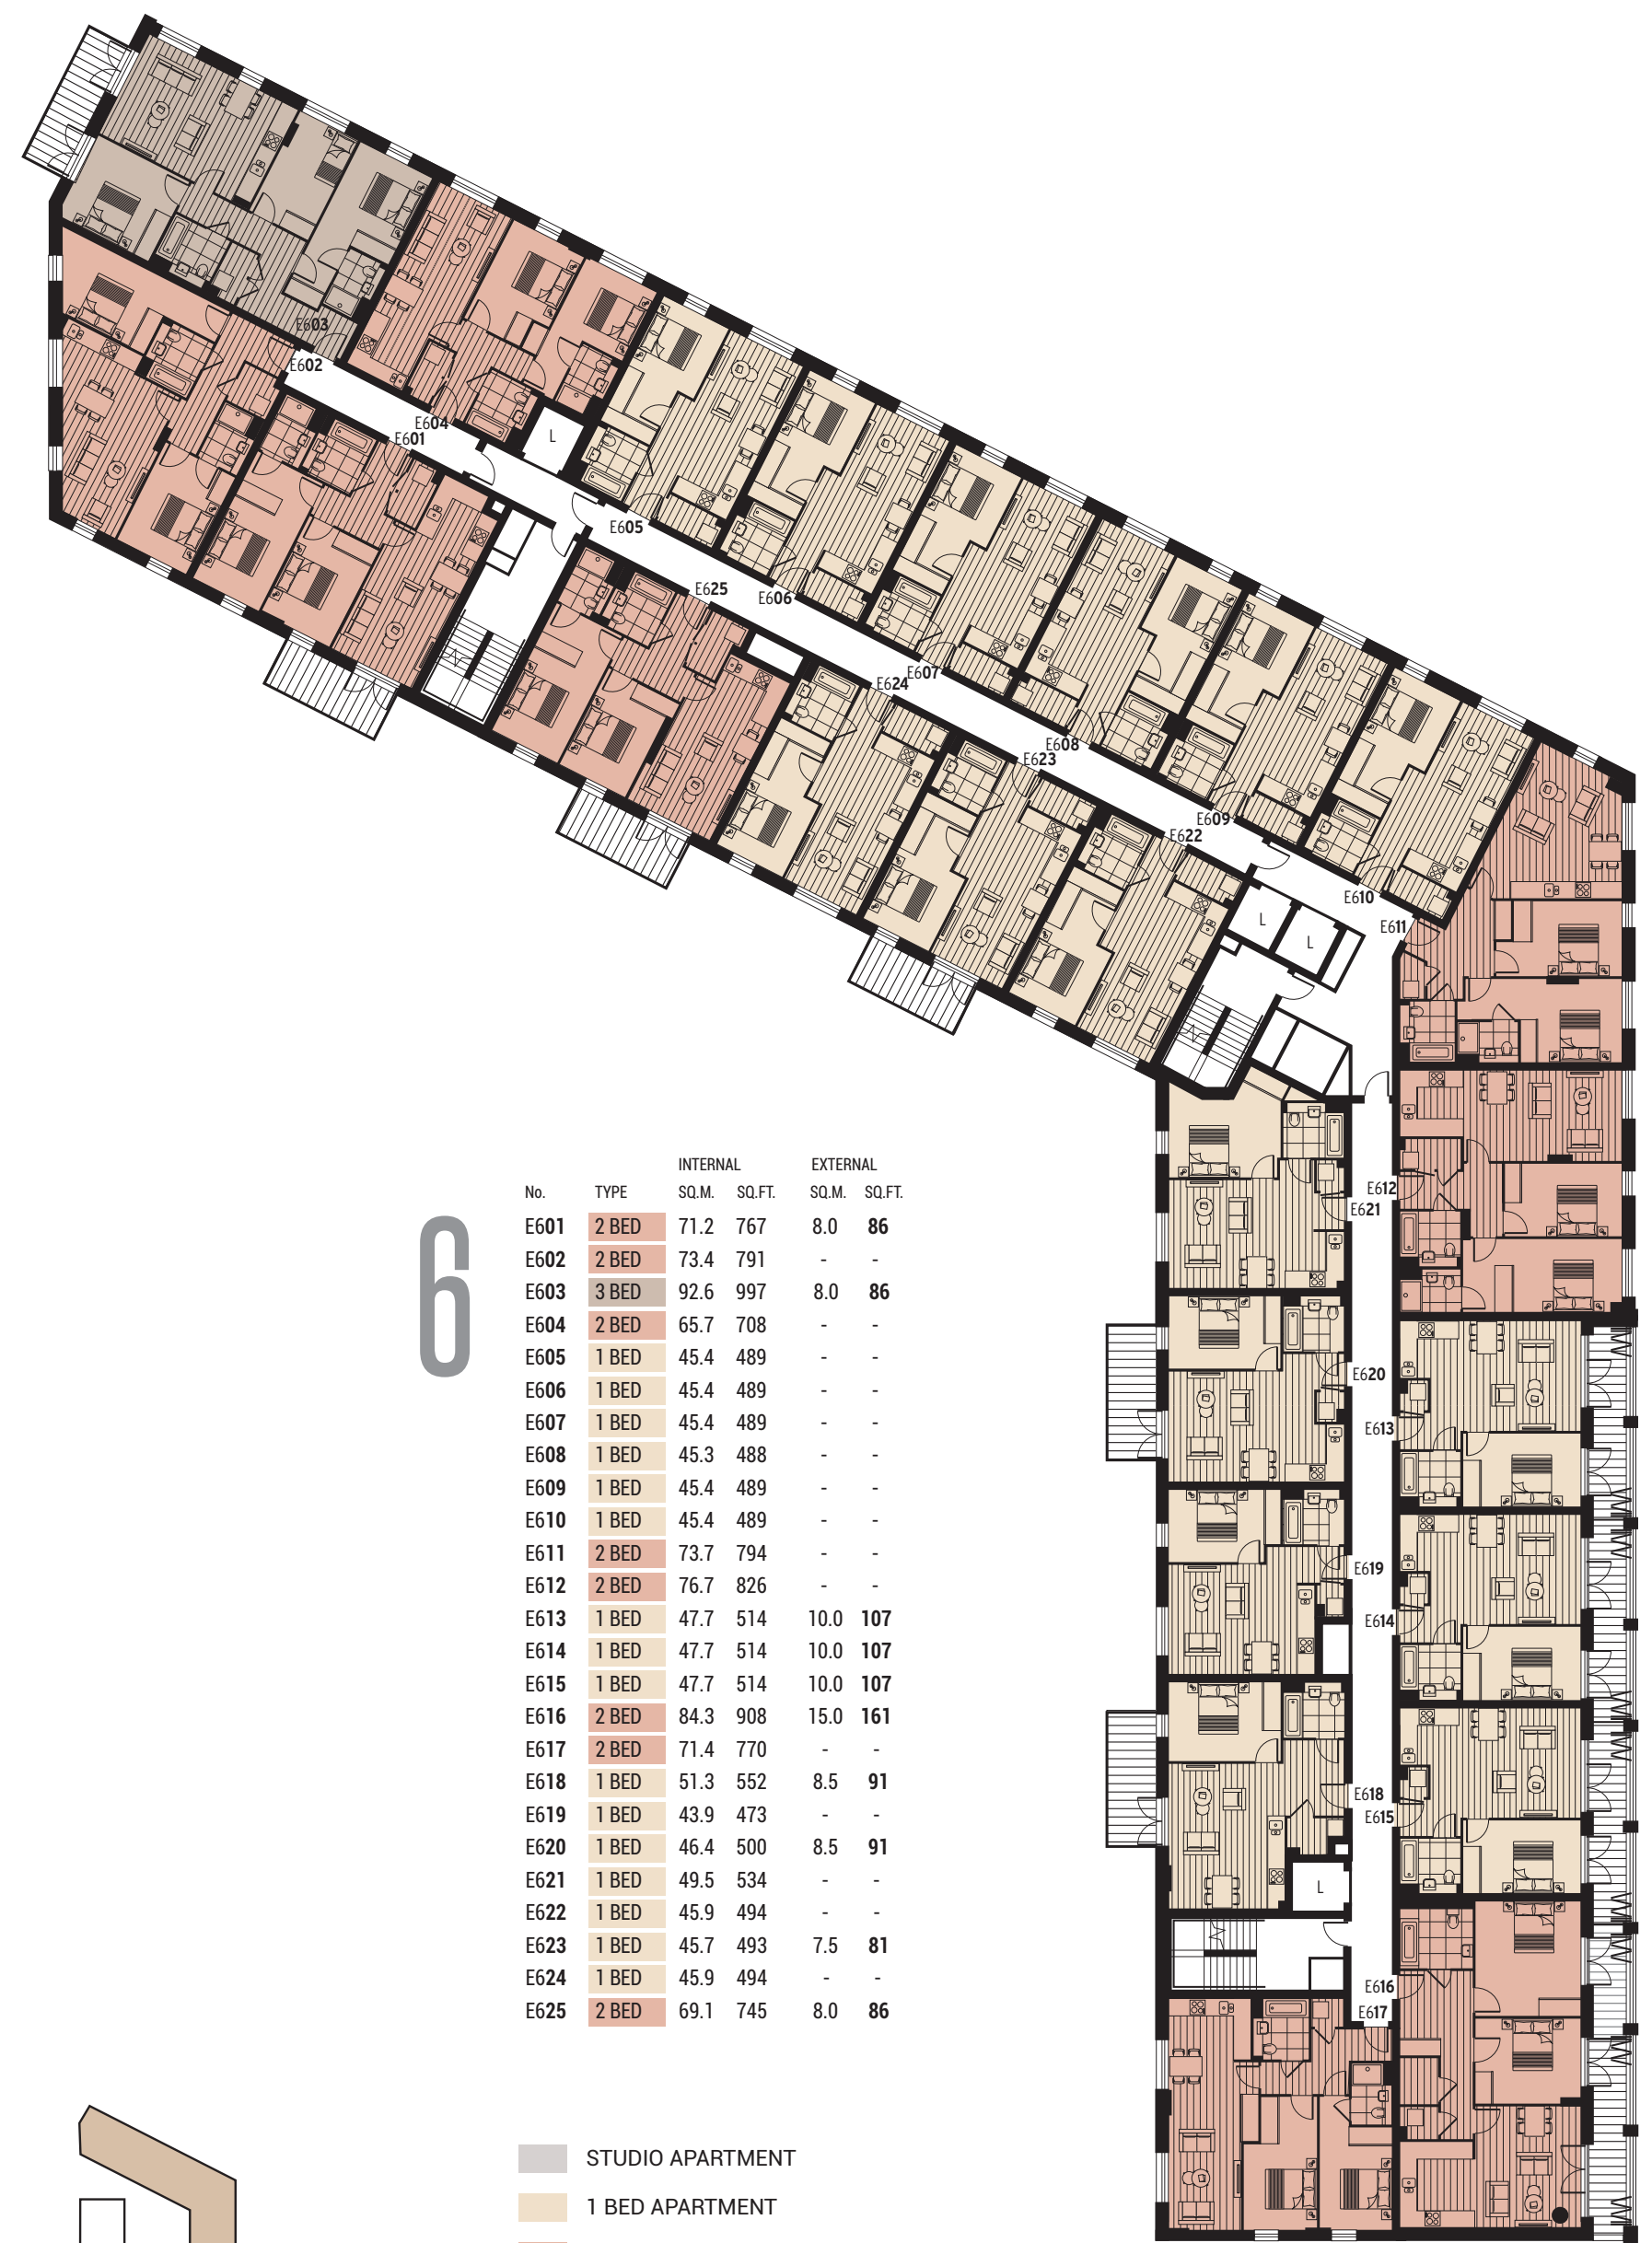 E603
E602
E604
E601
L
E605
E625
E606
E607
E624
E608
E623
E609
E622
E610
E611
L
L
E612
E621
E620
E613
E619
E614
E618
E615
L
E616
E617
6
INTERNAL EXTERNAL
No. TYPE SQ.M. SQ.FT. SQ.M. SQ.FT.
E601 2 BED 71.2 767 8.0 86
E602 2 BED 73.4 791 - -
E603 3 BED 92.6 997 8.0 86
E604 2 BED 65.7 708 - -
E605 1 BED 45.4 489 - -
E606 1 BED 45.4 489 - -
E607 1 BED 45.4 489 - -
E608 1 BED 45.3 488 - -
E609 1 BED 45.4 489 - -
E610 1 BED 45.4 489 - -
E611 2 BED 73.7 794 - -
E612 2 BED 76.7 826 - -
E613 1 BED 47.7 514 10.0 107
E614 1 BED 47.7 514 10.0 107
E615 1 BED 47.7 514 10.0 107
E616 2 BED 84.3 908 15.0 161
E617 2 BED 71.4 770 - -
E618 1 BED 51.3 552 8.5 91
E619 1 BED 43.9 473 - -
E620 1 BED 46.4 500 8.5 91
E621 1 BED 49.5 534 - -
E622 1 BED 45.9 494 - -
E623 1 BED 45.7 493 7.5 81
E624 1 BED 45.9 494 - -
E625 2 BED 69.1 745 8.0 86
STUDIO APARTMENT
1 BED APARTMENT